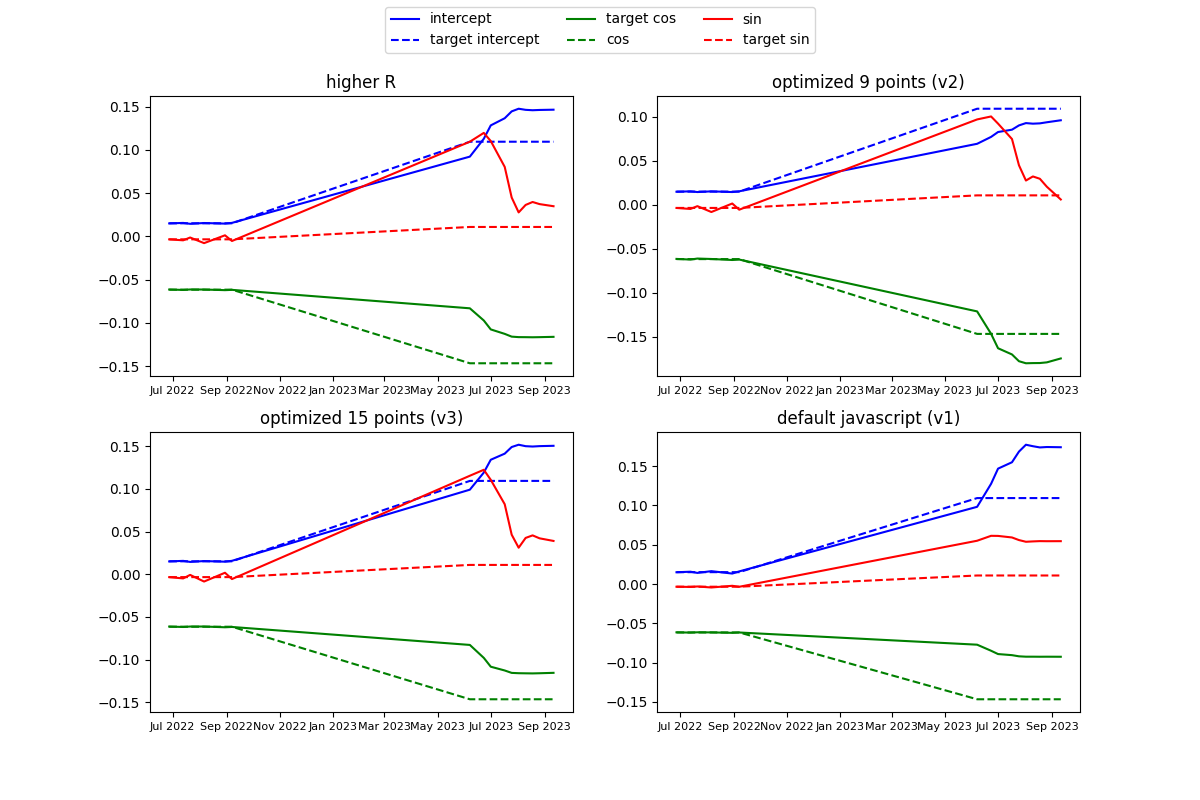 intercept target cos sin
target intercept cos target sin
higher R
0.15
0.10
0.05
0.00
−0.05
−0.10
−0.15
Jul 2022 Sep 2022 Nov 2022 Jan 2023 Mar 2023 May 2023 Jul 2023 Sep 2023
optimized 9 points (v2)
0.10
0.05
0.00
−0.05
−0.10
−0.15
Jul 2022 Sep 2022 Nov 2022 Jan 2023 Mar 2023 May 2023 Jul 2023 Sep 2023
optimized 15 points (v3)
0.15
0.10
0.05
0.00
−0.05
−0.10
−0.15
Jul 2022 Sep 2022 Nov 2022 Jan 2023 Mar 2023 May 2023 Jul 2023 Sep 2023
default javascript (v1)
0.15
0.10
0.05
0.00
−0.05
−0.10
−0.15
Jul 2022 Sep 2022 Nov 2022 Jan 2023 Mar 2023 May 2023 Jul 2023 Sep 2023